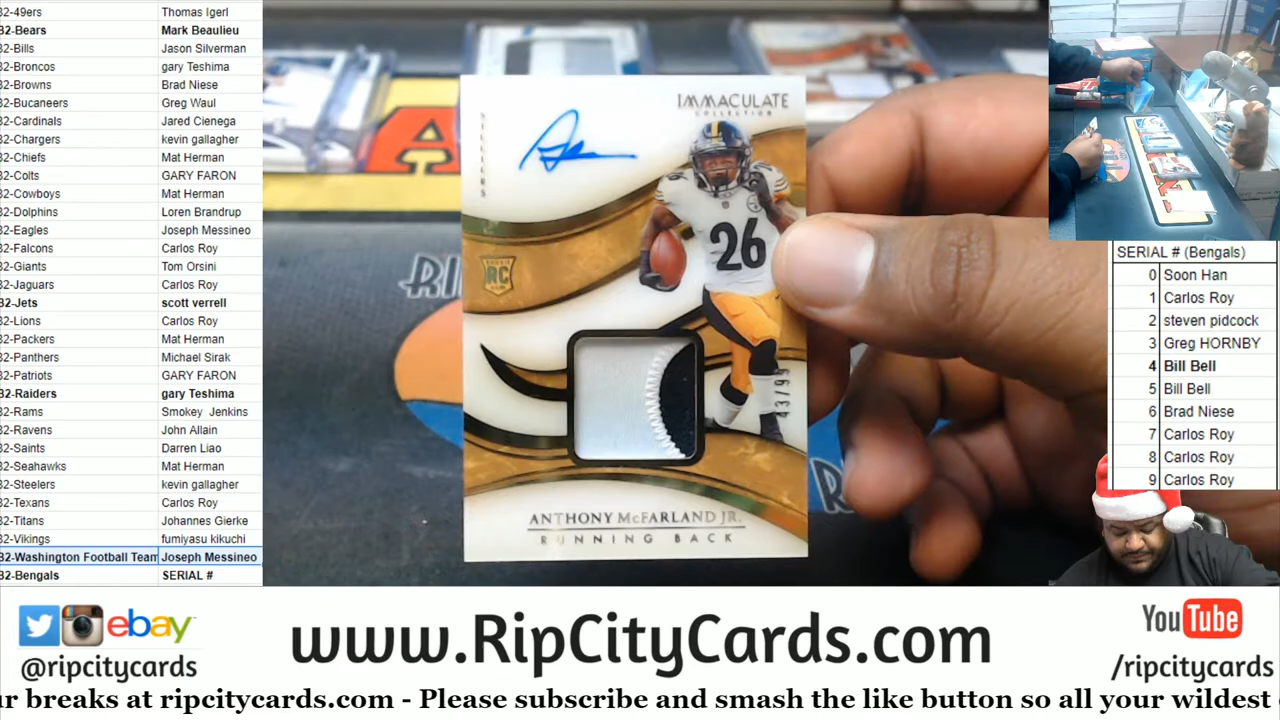 32-49ers Thomas Igerl
32-Bears Mark Beaulieu
32-Bills Jason Silverman
32-Broncos gary Teshima
32-Browns Brad Niese
32-Bucaneers Greg Waul
32-Cardinals Jared Cienega
32-Chargers kevin gallagher
32-Chiefs Mat Herman
32-Colts GARY FARON
32-Cowboys Mat Herman
32-Dolphins Loren Brandrup
32-Eagles Joseph Messineo
32-Falcons Carlos Roy
32-Giants Tom Orsini
32-Jaguars Carlos Roy
32-Jets scott verrell
32-Lions Carlos Roy
32-Packers Mat Herman
32-Panthers Michael Sirak
32-Patriots GARY FARON
32-Raiders gary Teshima
32-Rams Smokey Jenkins
32-Ravens John Allain
32-Saints Darren Liao
32-Seahawks Mat Herman
32-Steelers kevin gallagher
32-Texans Carlos Roy
32-Titans Johannes Gierke
32-Vikings fumiyasu kikuchi
32-Washington Football Team Joseph Messineo
32-Bengals SERIAL #
IMMACULATE
COLLECTION
STEELERS
26
RC
43/99
ANTHONY McFARLAND JR.
RUNNING BACK
SERIAL # (Bengals)
0 Soon Han
1 Carlos Roy
2 steven pidcock
3 Greg HORNBY
4 Bill Bell
5 Bill Bell
6 Brad Niese
7 Carlos Roy
8 Carlos Roy
9 Carlos Roy
ebay
@ripcitycards
www.RipCityCards.com
YouTube
/ripcitycards
ur breaks at ripcitycards.com - Please subscribe and smash the like button so all your wildest